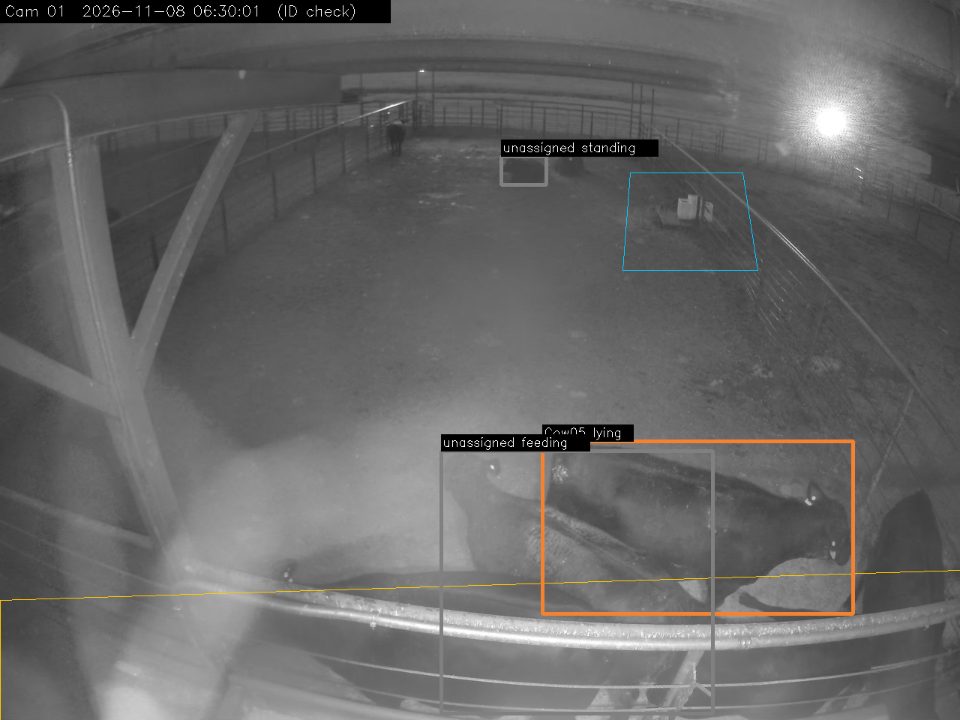 Cam 01 2026-11-08 06:30:01 (ID check)
unassigned standing
Cow05 lying
unassigned feeding